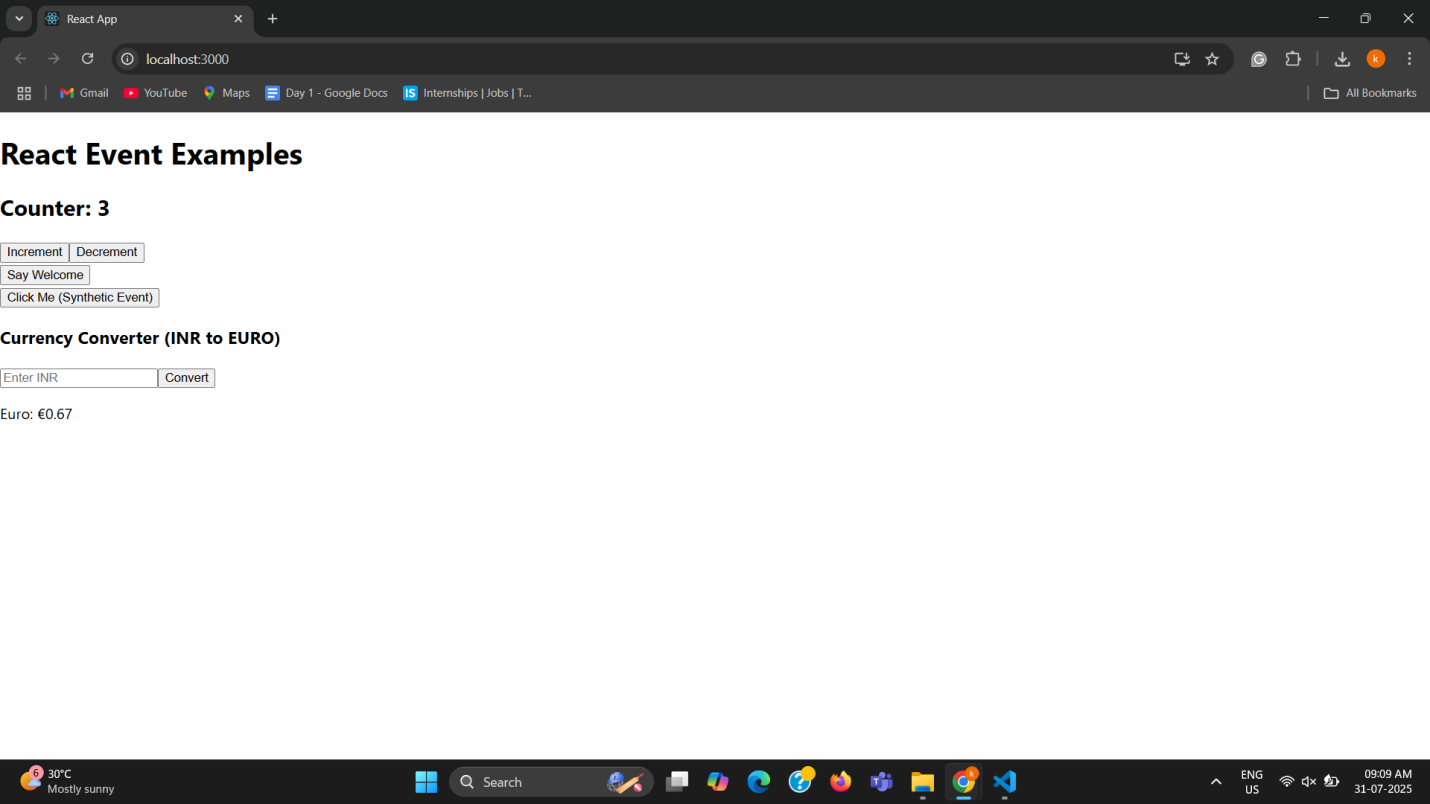 React App
localhost:3000
k
Gmail YouTube Maps Day 1 - Google Docs IS Internships | Jobs | T... All Bookmarks
React Event Examples
Counter: 3
Increment Decrement
Say Welcome
Click Me (Synthetic Event)
Currency Converter (INR to EURO)
Enter INR Convert
Euro: €0.67
6 30°C
Mostly sunny
Search
k
ENG
US
09:09 AM
31-07-2025